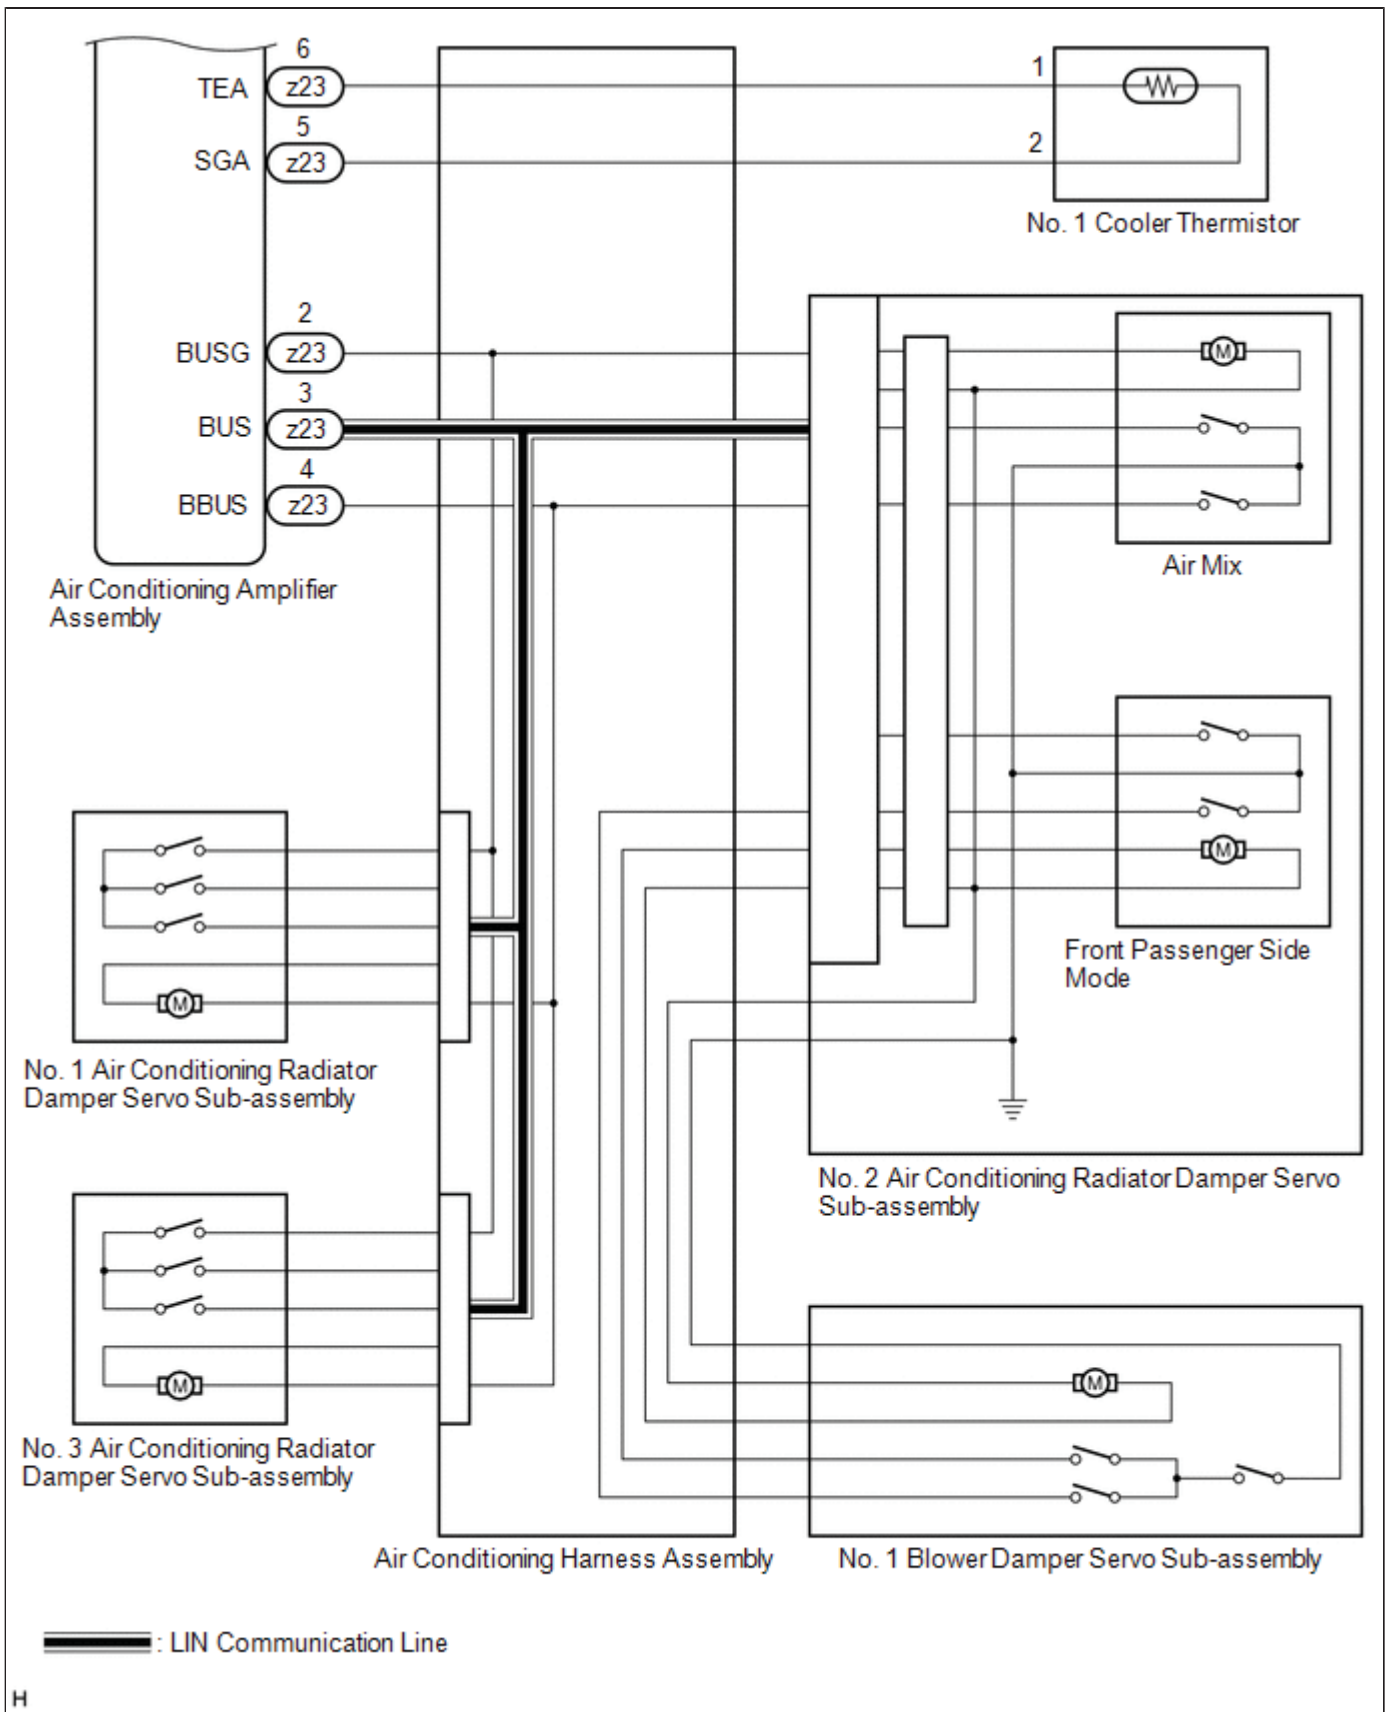 6
TEA z23
5
SGA z23
1
2
No. 1 Cooler Thermistor
2
BUSG z23
3
BUS z23
4
BBUS z23
Air Conditioning Amplifier
Assembly
M
Air Mix
M
Front Passenger Side
Mode
M
No. 1 Air Conditioning Radiator
Damper Servo Sub-assembly
No. 2 Air Conditioning Radiator Damper Servo
Sub-assembly
M
No. 3 Air Conditioning Radiator
Damper Servo Sub-assembly
M
Air Conditioning Harness Assembly
No. 1 Blower Damper Servo Sub-assembly
: LIN Communication Line
H